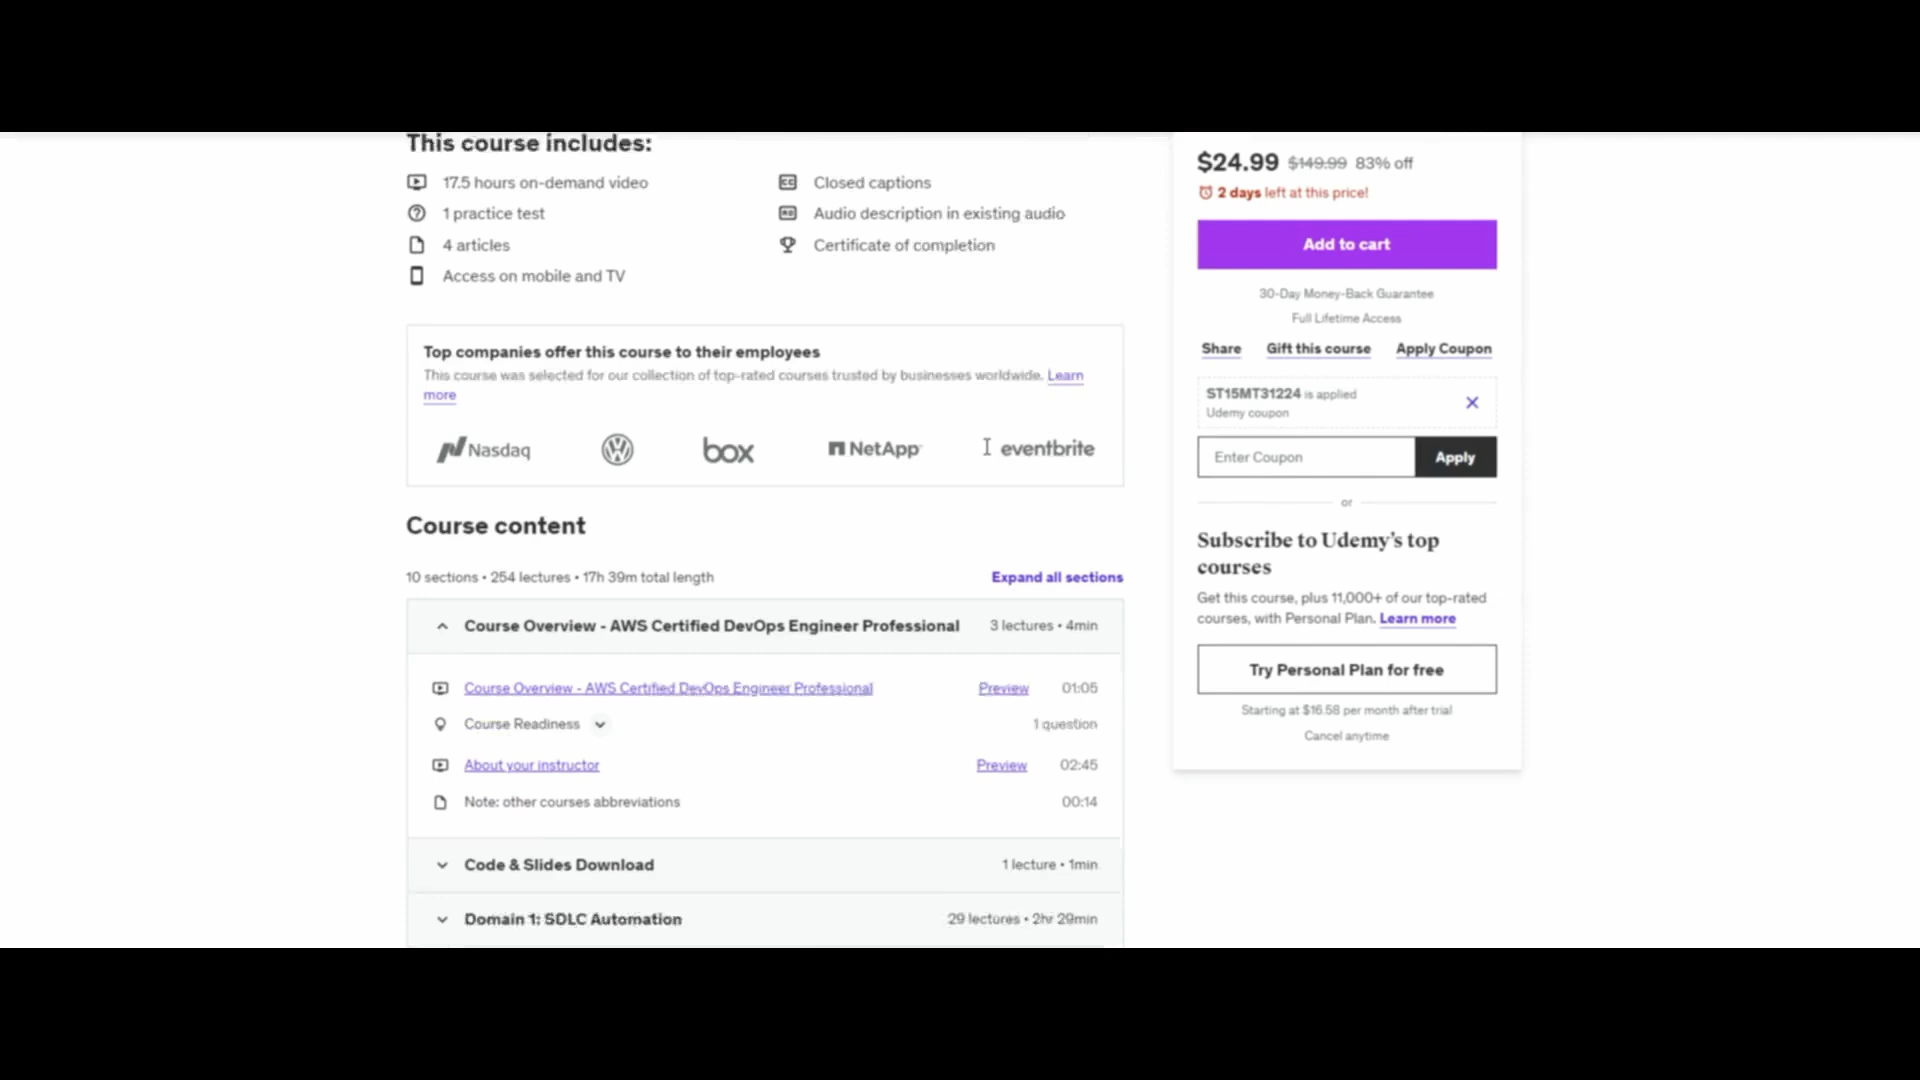 This course includes:
17.5 hours on-demand video
1 practice test
4 articles
Access on mobile and TV
Closed captions
Audio description in existing audio
Certificate of completion
Top companies offer this course to their employees
This course was selected for our collection of top-rated courses trusted by businesses worldwide. Learn
more
Nasdaq
box
NetApp
eventbrite
Course content
10 sections • 254 lectures • 17h 39m total length
Expand all sections
Course Overview - AWS Certified DevOps Engineer Professional 3 lectures • 4min
Course Overview - AWS Certified DevOps Engineer Professional Preview 01:05
Course Readiness 1 question
About your instructor Preview 02:45
Note: other courses abbreviations 00:14
Code & Slides Download 1 lecture • 1min
Domain 1: SDLC Automation 29 lectures • 2hr 29min
$24.99 $149.99 83% off
2 days left at this price!
Add to cart
30-Day Money-Back Guarantee
Full Lifetime Access
Share Gift this course Apply Coupon
ST15MT31224 is applied
Udemy coupon
Enter Coupon Apply
or
Subscribe to Udemy's top
courses
Get this course, plus 11,000+ of our top-rated
courses, with Personal Plan. Learn more
Try Personal Plan for free
Starting at $16.58 per month after trial
Cancel anytime